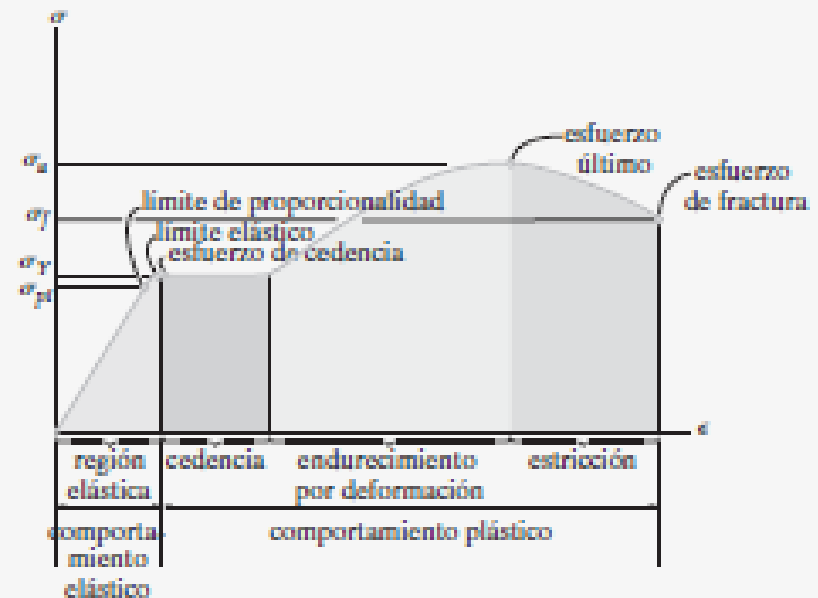 σ
esfuerzo
último
σu
esfuerzo
de fractura
límite de proporcionalidad
σf
límite elástico
esfuerzo de cedencia
σY
σpl
ϵ
región
elástica
cedencia
endurecimiento
por deformación
estricción
comporta-
miento
elástico
comportamiento plástico